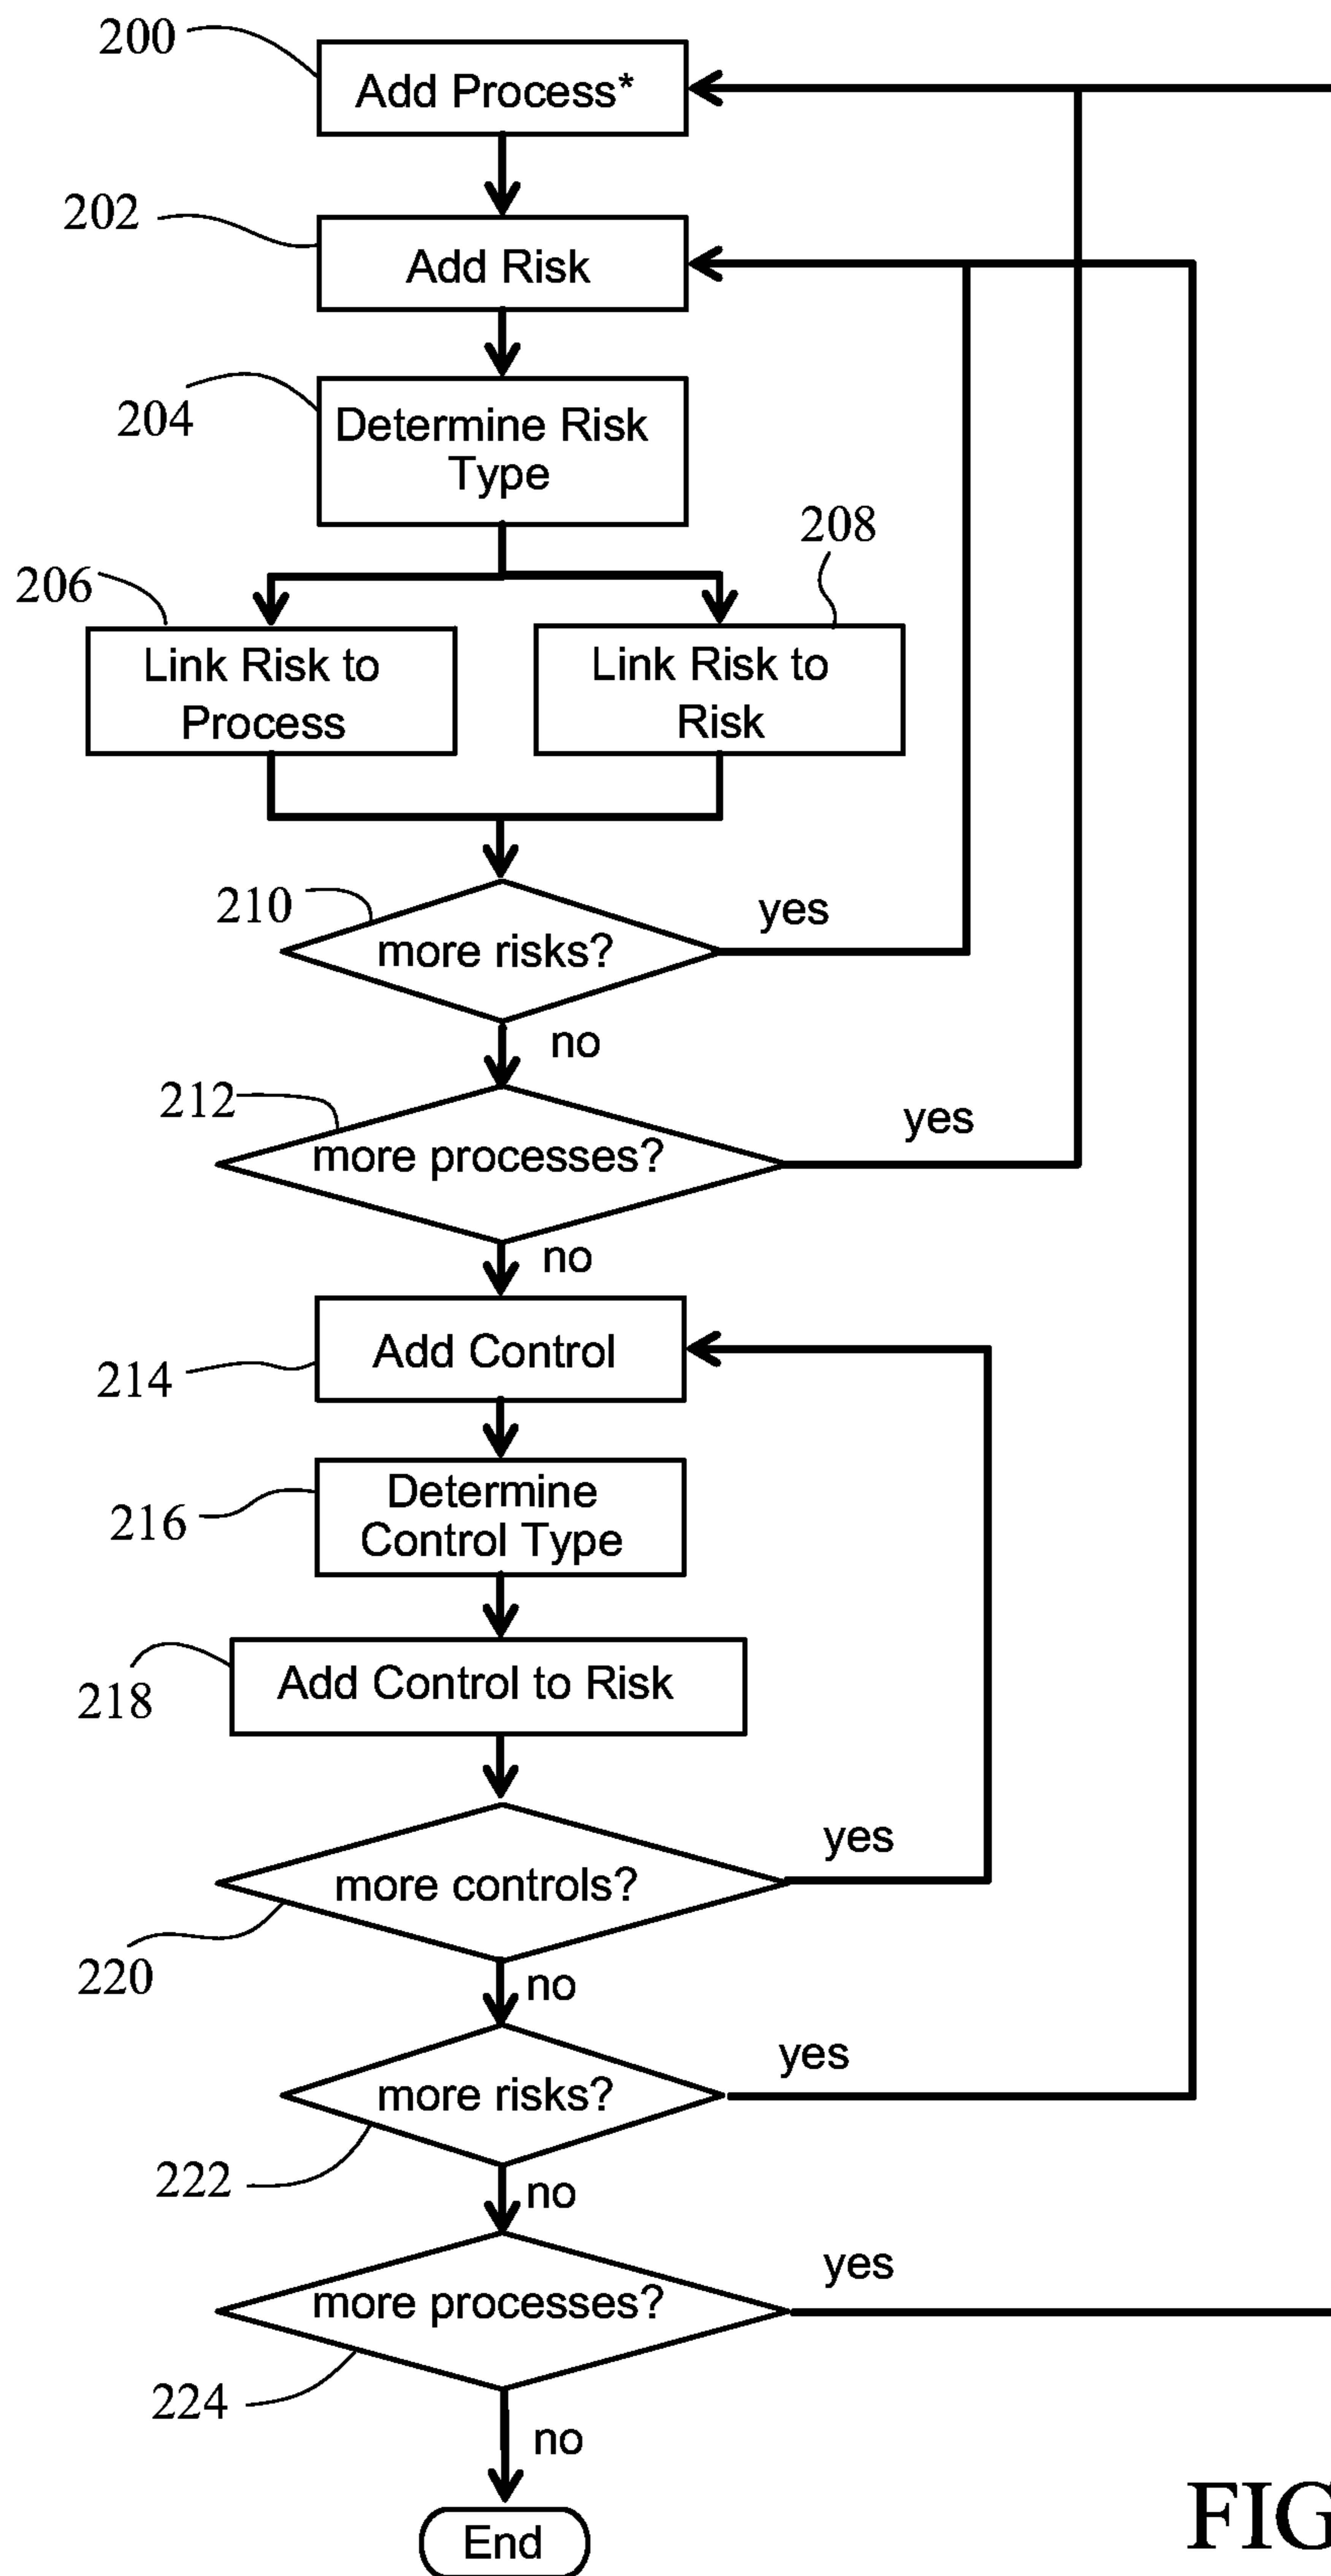 200
Add Process*
202
Add Risk
204
Determine Risk
Type
208
206
Link Risk to
Process
Link Risk to
Risk
210
more risks?
yes
no
212
more processes?
yes
no
214
Add Control
216
Determine
Control Type
218
Add Control to Risk
more controls?
yes
220
no
more risks?
yes
222
no
more processes?
yes
224
no
End
FIG